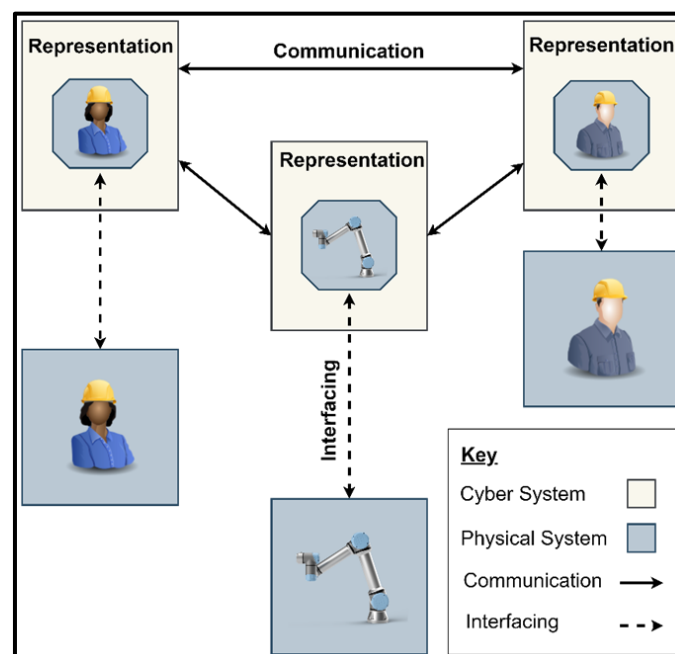 Representation
Communication
Representation
Representation
Interfacing
Key
Cyber System
Physical System
Communication
Interfacing